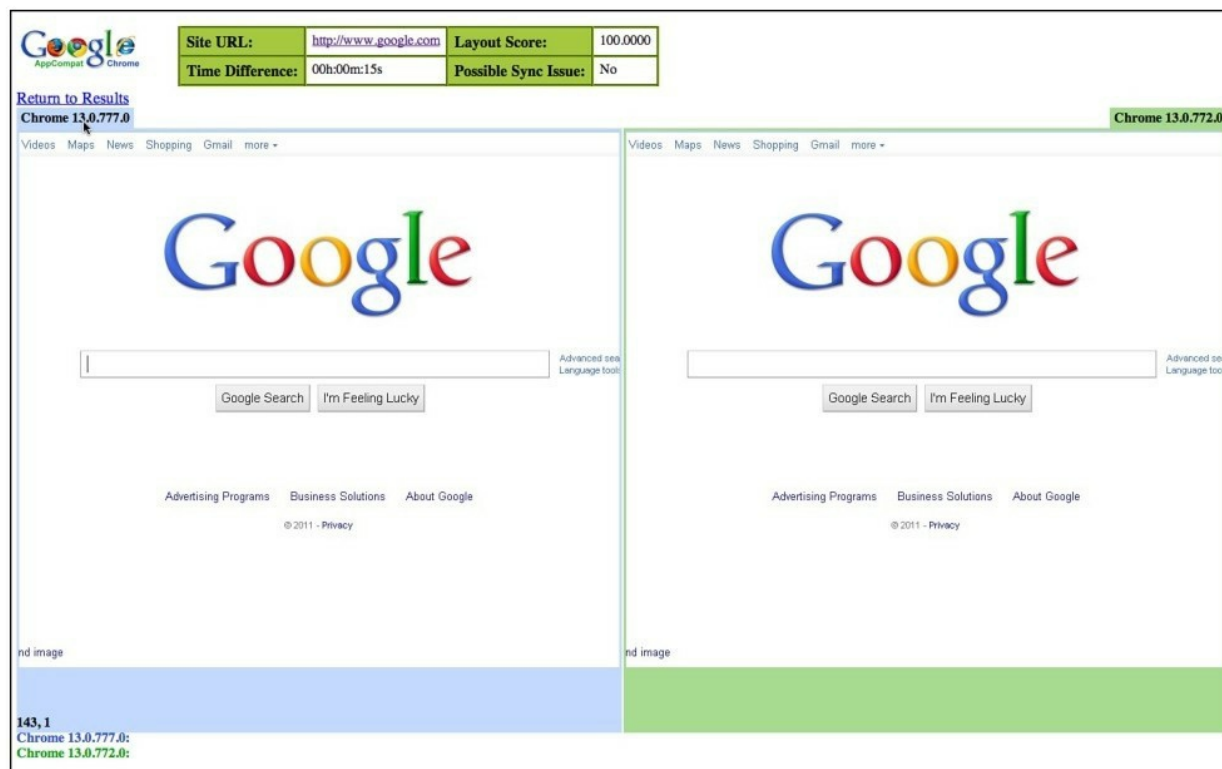 Google
AppCompat Chrome
Site URL: http://www.google.com Layout Score: 100.0000
Time Difference: 00h:00m:15s Possible Sync Issue: No
Return to Results
Chrome 13.0.777.0 Chrome 13.0.772.0
Videos Maps News Shopping Gmail more
Google
Advanced sea
Language tools
Google Search I'm Feeling Lucky
Advertising Programs Business Solutions About Google
© 2011 - Privacy
nd image
Videos Maps News Shopping Gmail more
Google
Advanced se
Language too
Google Search I'm Feeling Lucky
Advertising Programs Business Solutions About Google
© 2011 - Privacy
nd image
143, 1
Chrome 13.0.777.0:
Chrome 13.0.772.0: